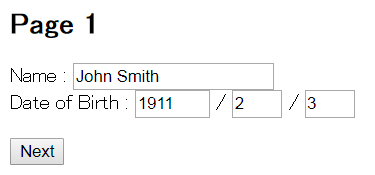 Page 1
Name : John Smith
Date of Birth : 1911 / 2 / 3
Next